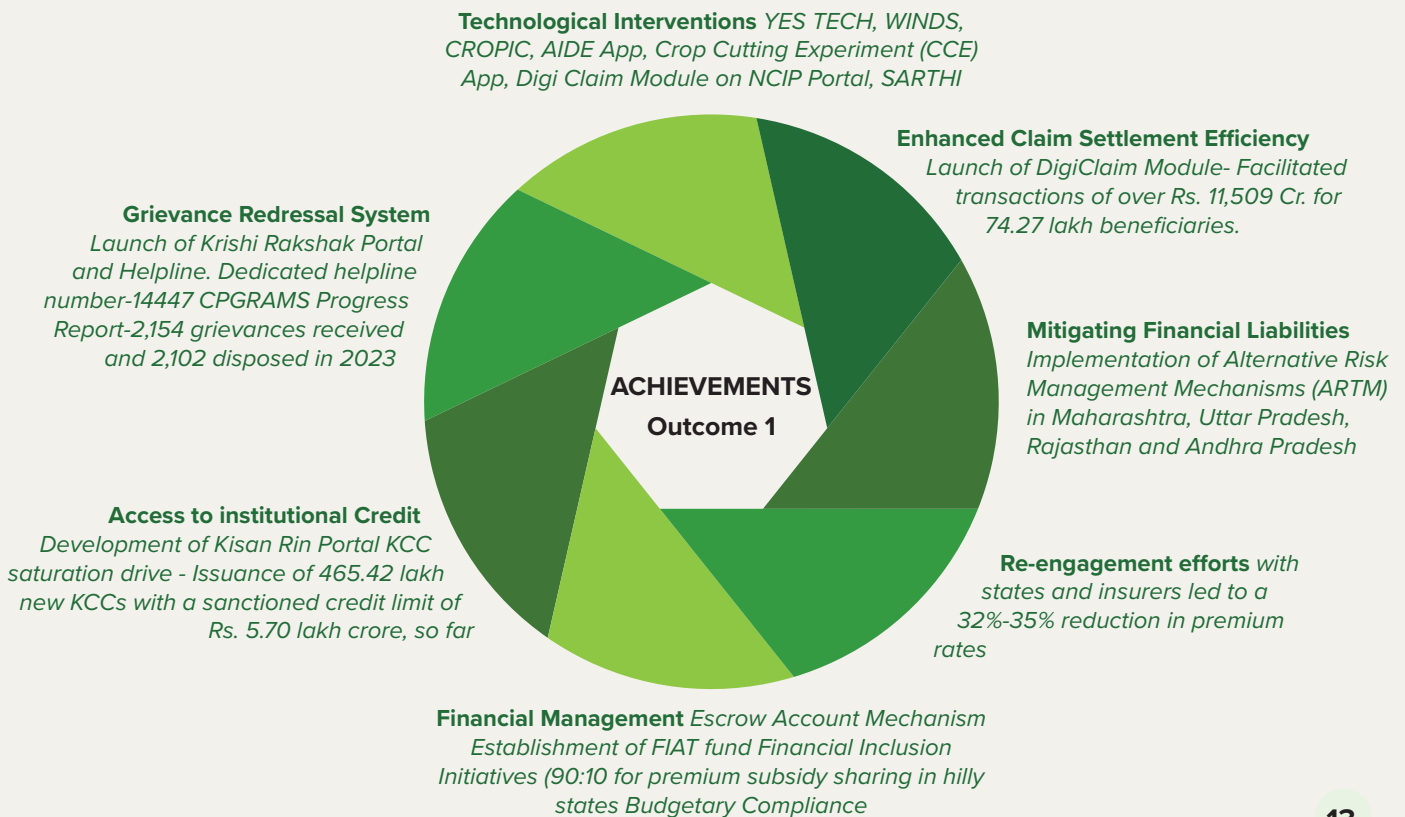 Technological Interventions YES TECH, WINDS,
CROPIC, AIDE App, Crop Cutting Experiment (CCE)
App, Digi Claim Module on NCIP Portal, SARTHI
Enhanced Claim Settlement Efficiency
Launch of DigiClaim Module- Facilitated
transactions of over Rs. 11,509 Cr. for
74.27 lakh beneficiaries.
Mitigating Financial Liabilities
Implementation of Alternative Risk
Management Mechanisms (ARTM)
in Maharashtra, Uttar Pradesh,
Rajasthan and Andhra Pradesh
Re-engagement efforts with
states and insurers led to a
32%-35% reduction in premium
rates
Financial Management Escrow Account Mechanism
Establishment of FIAT fund Financial Inclusion
Initiatives (90:10 for premium subsidy sharing in hilly
states Budgetary Compliance
Access to institutional Credit
Development of Kisan Rin Portal KCC
saturation drive - Issuance of 465.42 lakh
new KCCs with a sanctioned credit limit of
Rs. 5.70 lakh crore, so far
Grievance Redressal System
Launch of Krishi Rakshak Portal
and Helpline. Dedicated helpline
number-14447 CPGRAMS Progress
Report-2,154 grievances received
and 2,102 disposed in 2023
ACHIEVEMENTS
Outcome 1